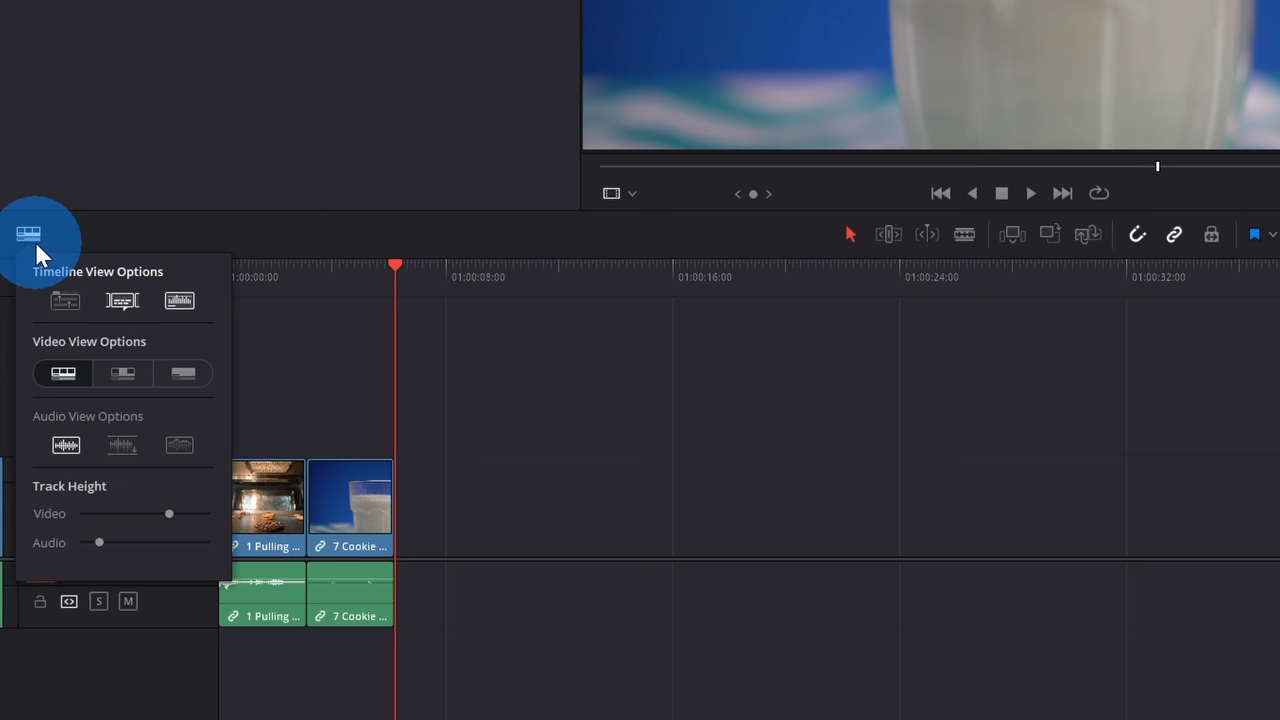 Timeline View Options
:00:00:00
01:00:08:00
01:00:16:00
01:00:24:00
01:00:32:00
Video View Options
Audio View Options
Track Height
Video
Audio
1 Pulling ...
7 Cookie ...
S
M
1 Pulling ...
7 Cookie ...